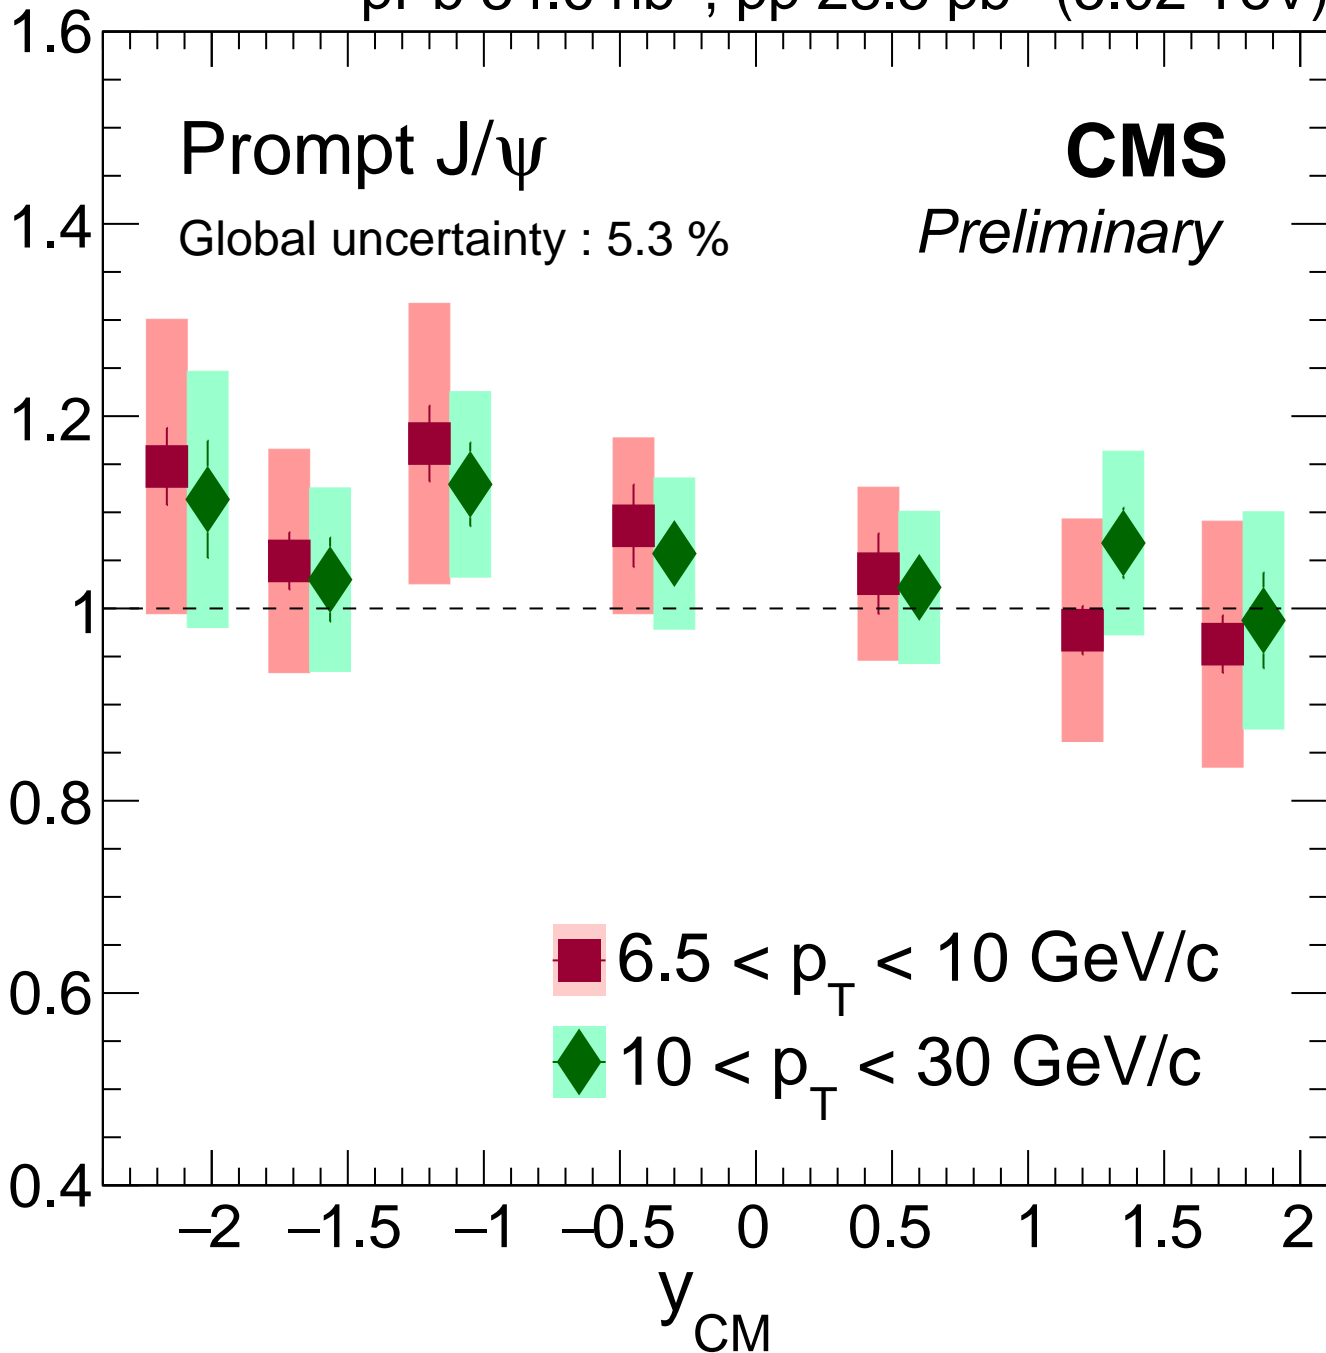 1.6
Prompt J/ψ CMS
Global uncertainty : 5.3 % Preliminary
1.4
1.2
1
0.8
6.5 < p_T < 10 GeV/c
0.6
10 < p_T < 30 GeV/c
0.4
–2 –1.5 –1 –0.5 0 0.5 1 1.5 2
y_CM